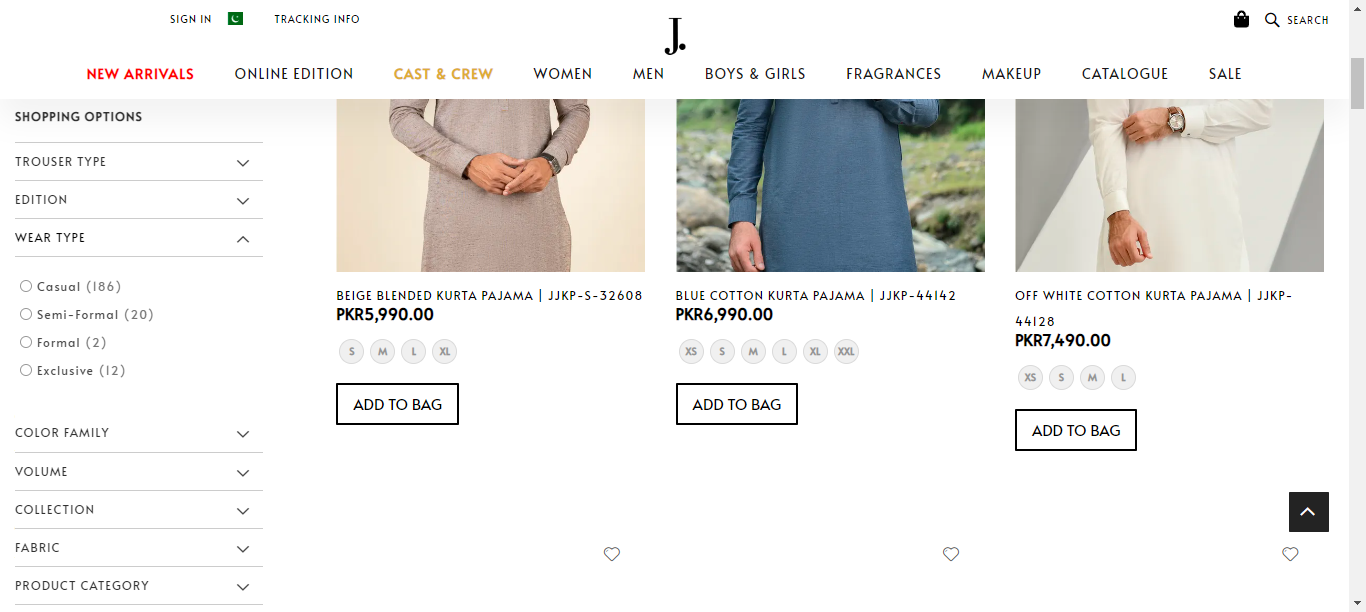 SIGN IN
TRACKING INFO
J.
SEARCH
NEW ARRIVALS
ONLINE EDITION
CAST & CREW
WOMEN
MEN
BOYS & GIRLS
FRAGRANCES
MAKEUP
CATALOGUE
SALE
SHOPPING OPTIONS
TROUSER TYPE
EDITION
WEAR TYPE
Casual (186)
Semi-Formal (20)
Formal (2)
Exclusive (12)
COLOR FAMILY
VOLUME
COLLECTION
FABRIC
PRODUCT CATEGORY
BEIGE BLENDED KURTA PAJAMA | JJKP-S-32608
PKR5,990.00
S M L XL
ADD TO BAG
BLUE COTTON KURTA PAJAMA | JJKP-44142
PKR6,990.00
XS S M L XL XXL
ADD TO BAG
OFF WHITE COTTON KURTA PAJAMA | JJKP-
44128
PKR7,490.00
XS S M L
ADD TO BAG